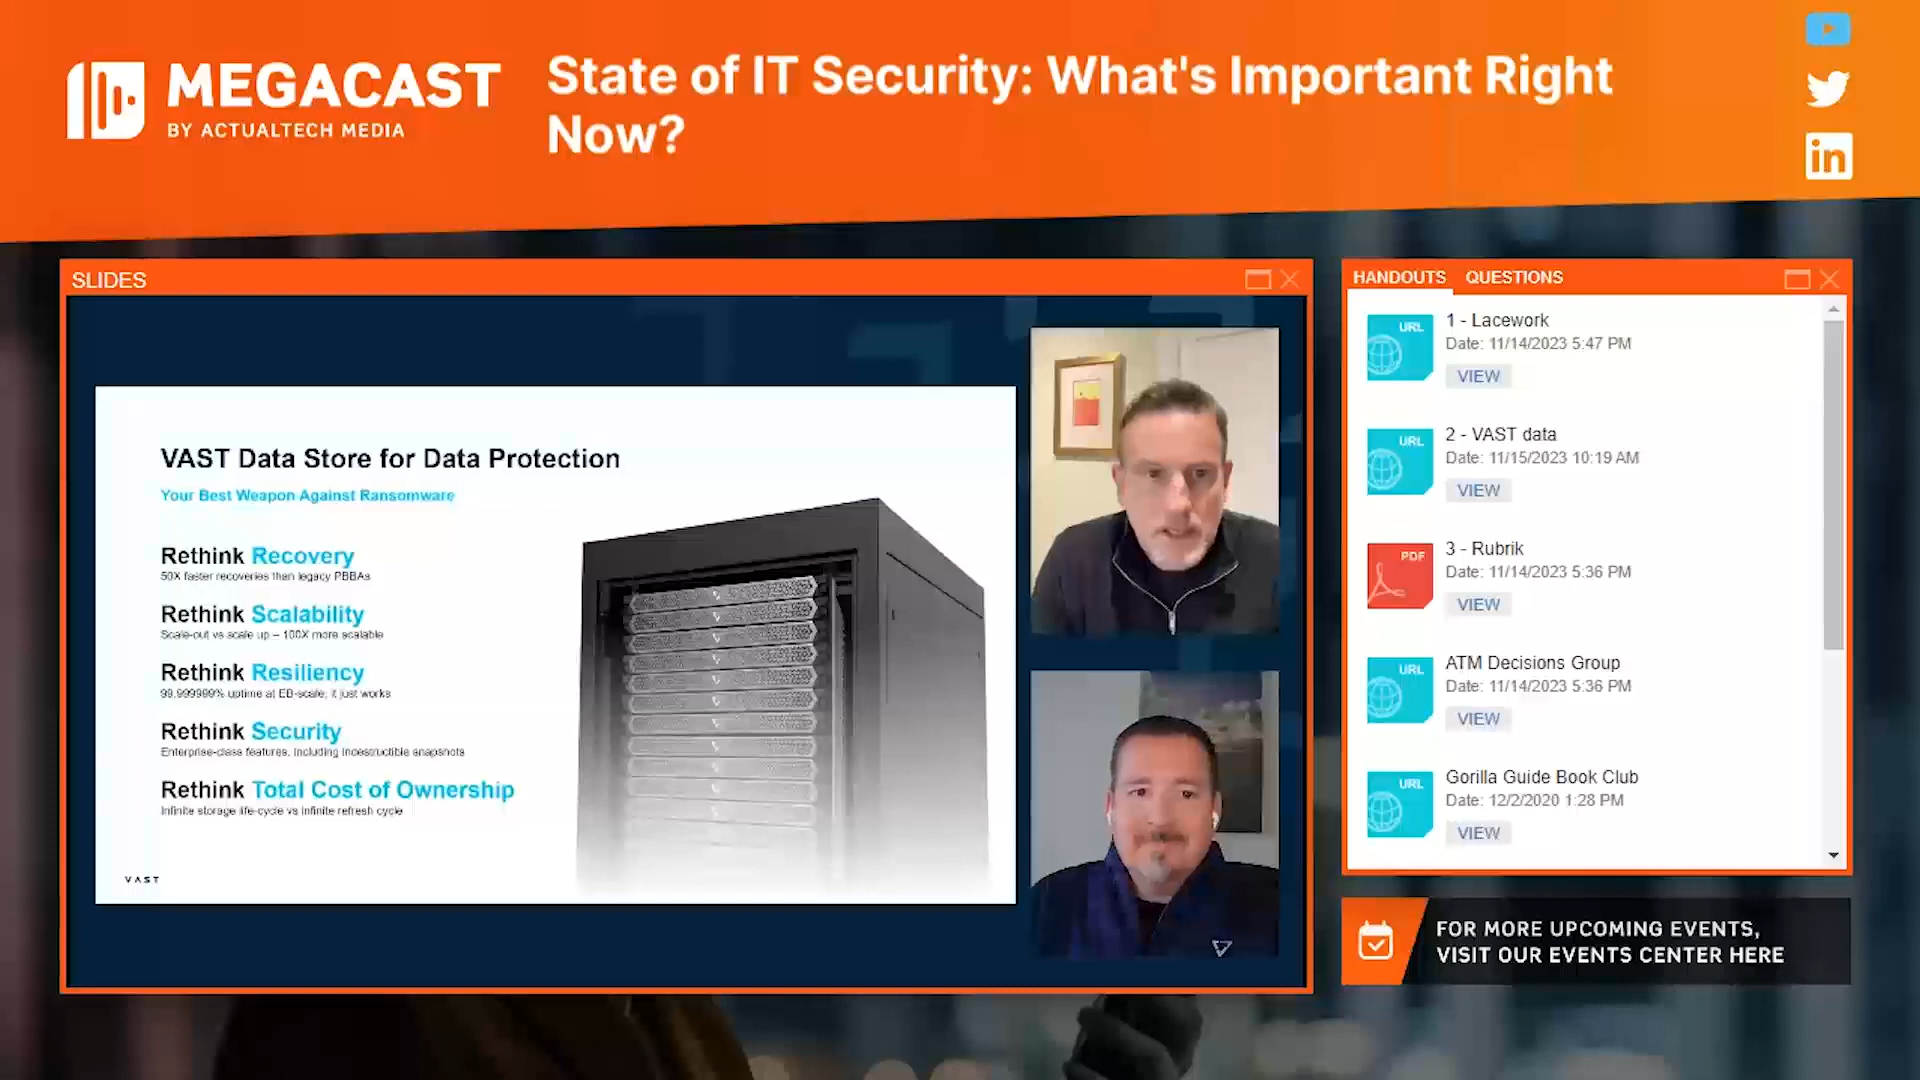 MEGACAST
BY ACTUALTECH MEDIA
State of IT Security: What's Important Right
Now?
in
SLIDES
VAST Data Store for Data Protection
Your Best Weapon Against Ransomware
Rethink Recovery
50X faster recoveries than legacy PBBAs
Rethink Scalability
Scale-out vs scale up – 100X more scalable
Rethink Resiliency
99.999999% uptime at EB-scale; it just works
Rethink Security
Enterprise-class features, including indestructible snapshots
Rethink Total Cost of Ownership
Infinite storage life-cycle vs infinite refresh cycle
VAST
HANDOUTS QUESTIONS
URL
1 - Lacework
Date: 11/14/2023 5:47 PM
VIEW
URL
2 - VAST data
Date: 11/15/2023 10:19 AM
VIEW
PDF
3 - Rubrik
Date: 11/14/2023 5:36 PM
VIEW
URL
ATM Decisions Group
Date: 11/14/2023 5:36 PM
VIEW
URL
Gorilla Guide Book Club
Date: 12/2/2020 1:28 PM
VIEW
FOR MORE UPCOMING EVENTS,
VISIT OUR EVENTS CENTER HERE